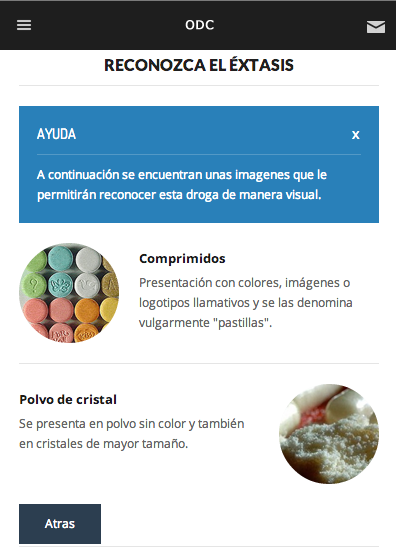 ODC
RECONOZCA EL ÉXTASIS
AYUDA
x
A continuación se encuentran unas imagenes que le
permitirán reconocer esta droga de manera visual.
Comprimidos
Presentación con colores, imágenes o
logotipos llamativos y se las denomina
vulgarmente "pastillas".
Polvo de cristal
Se presenta en polvo sin color y también
en cristales de mayor tamaño.
Atras